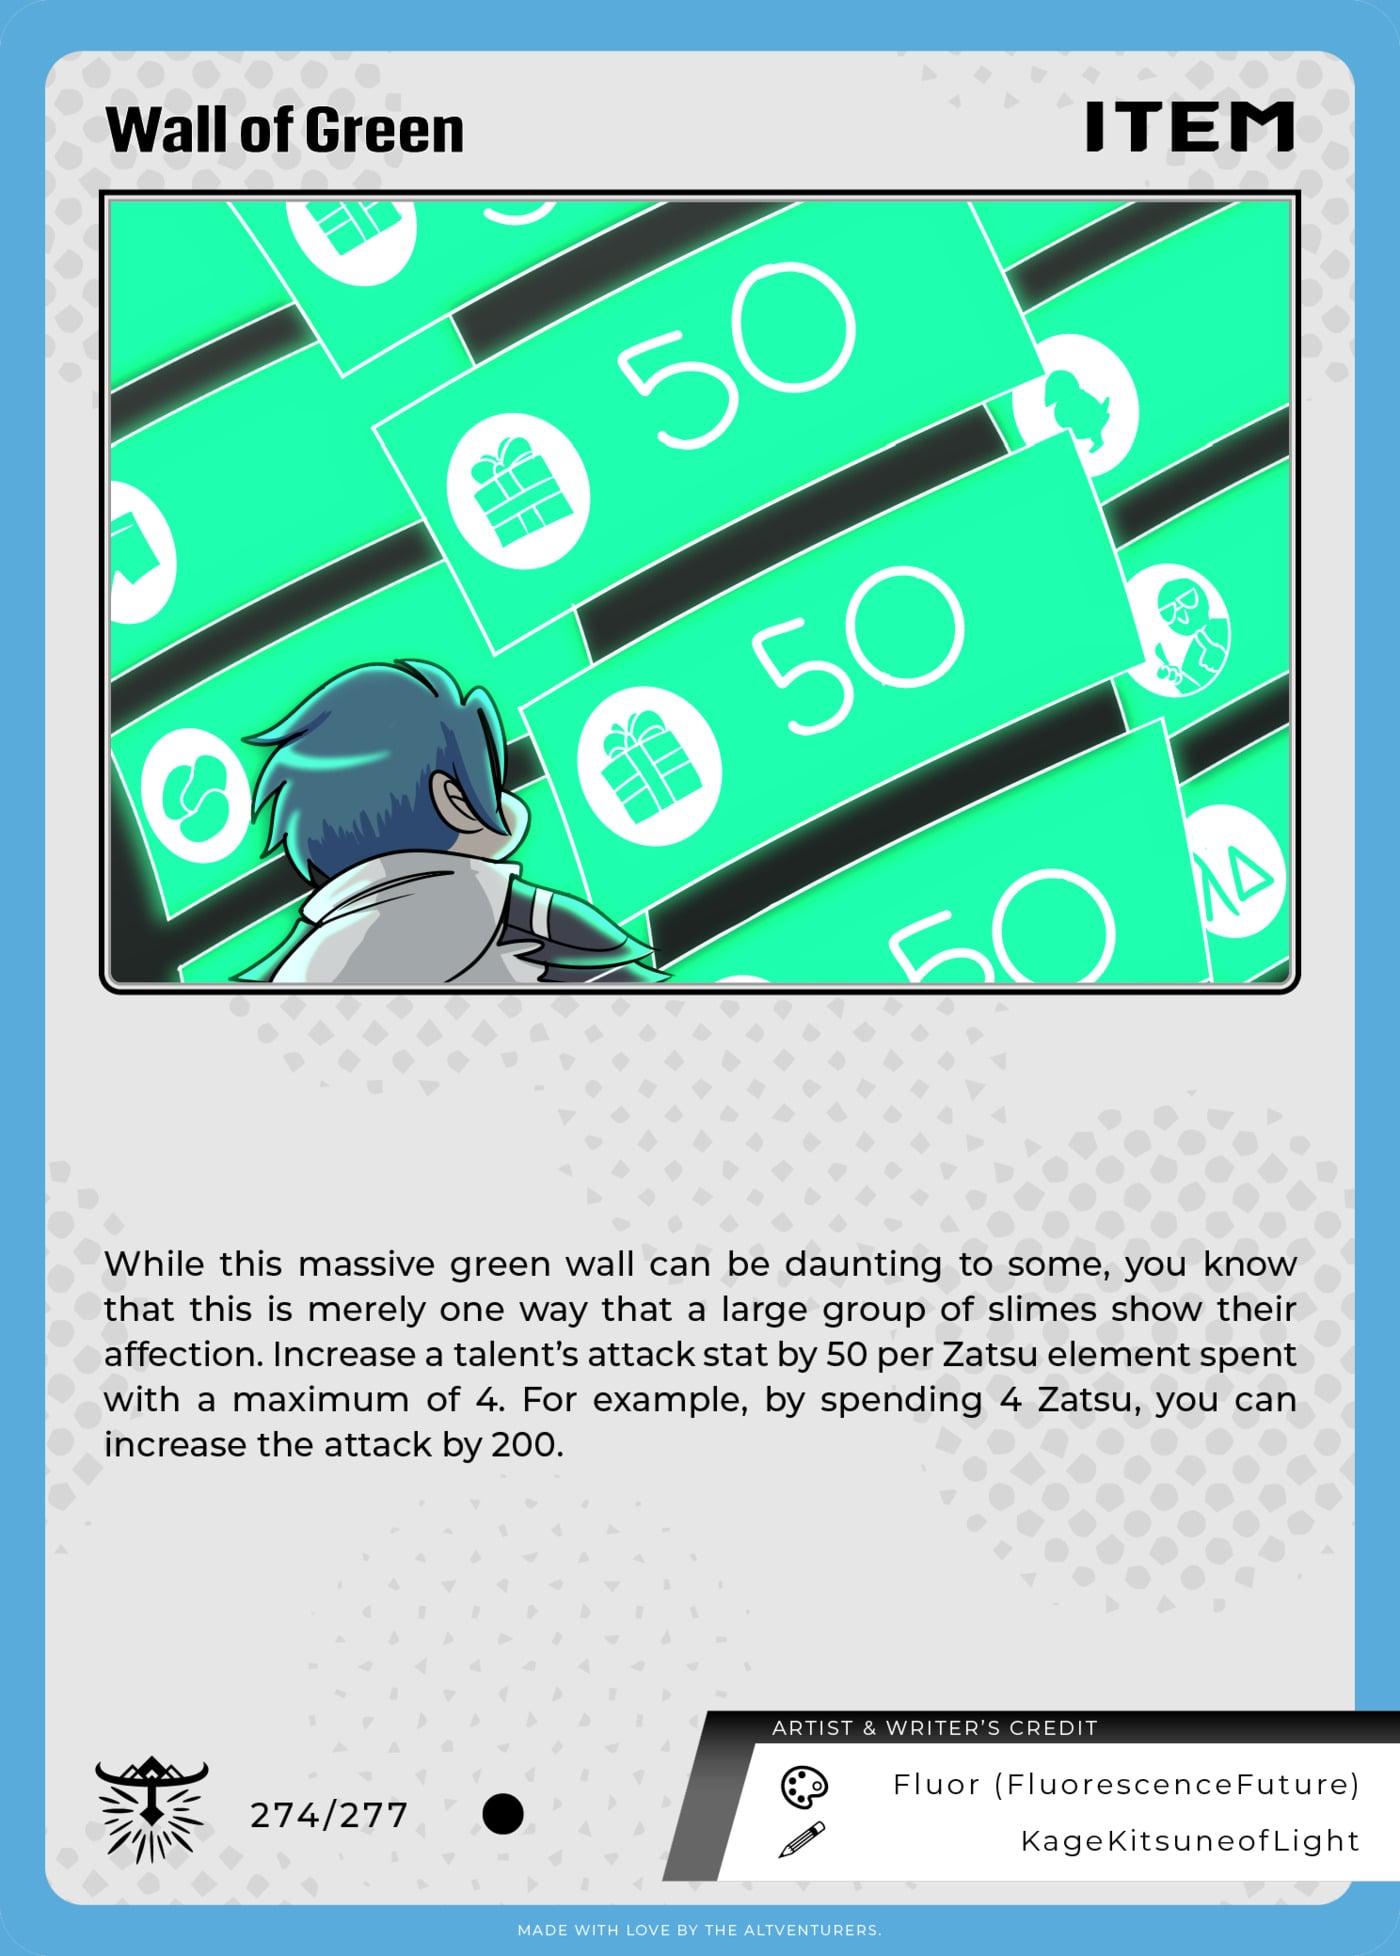 Wall of Green
ITEM
50
50
50
While this massive green wall can be daunting to some, you know
that this is merely one way that a large group of slimes show their
affection. Increase a talent’s attack stat by 50 per Zatsu element spent
with a maximum of 4. For example, by spending 4 Zatsu, you can
increase the attack by 200.
ARTIST & WRITER’S CREDIT
Fluor (FluorescenceFuture)
274/277
KageKitsuneofLight
MADE WITH LOVE BY THE ALTVENTURERS.